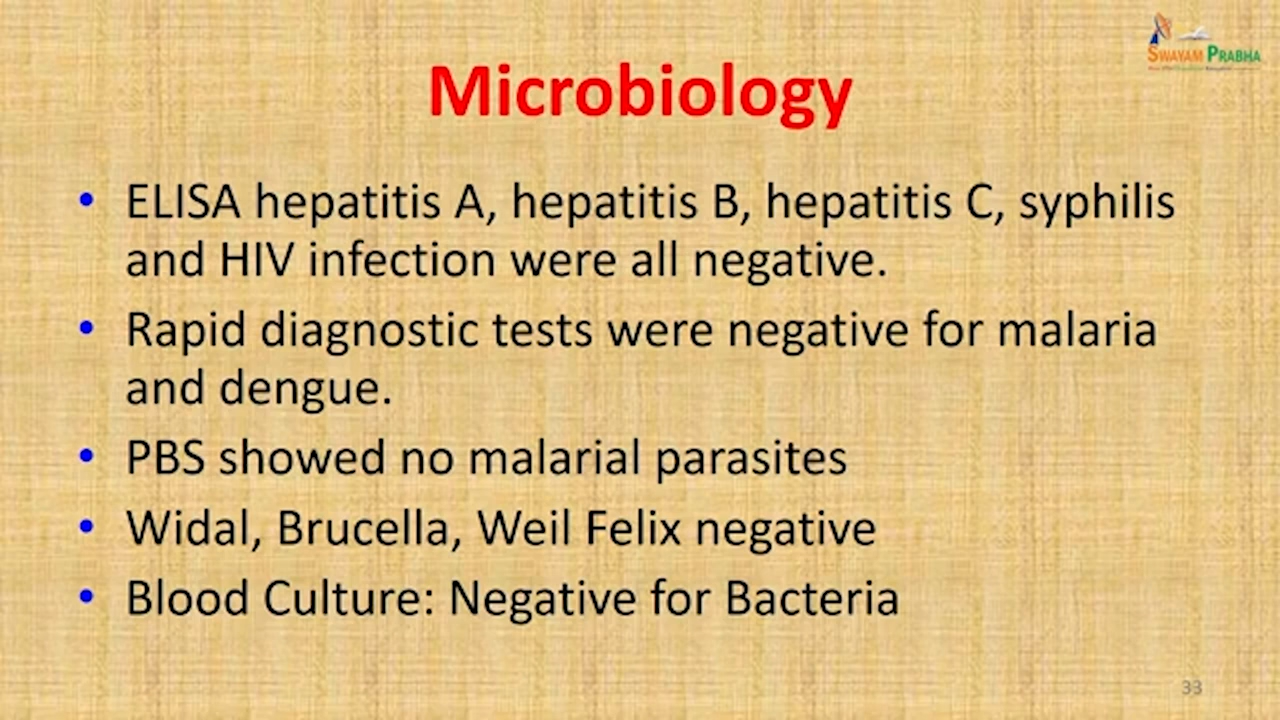 SWAYAM PRABHA
Microbiology
• ELISA hepatitis A, hepatitis B, hepatitis C, syphilis
and HIV infection were all negative.
• Rapid diagnostic tests were negative for malaria
and dengue.
• PBS showed no malarial parasites
• Widal, Brucella, Weil Felix negative
• Blood Culture: Negative for Bacteria
33